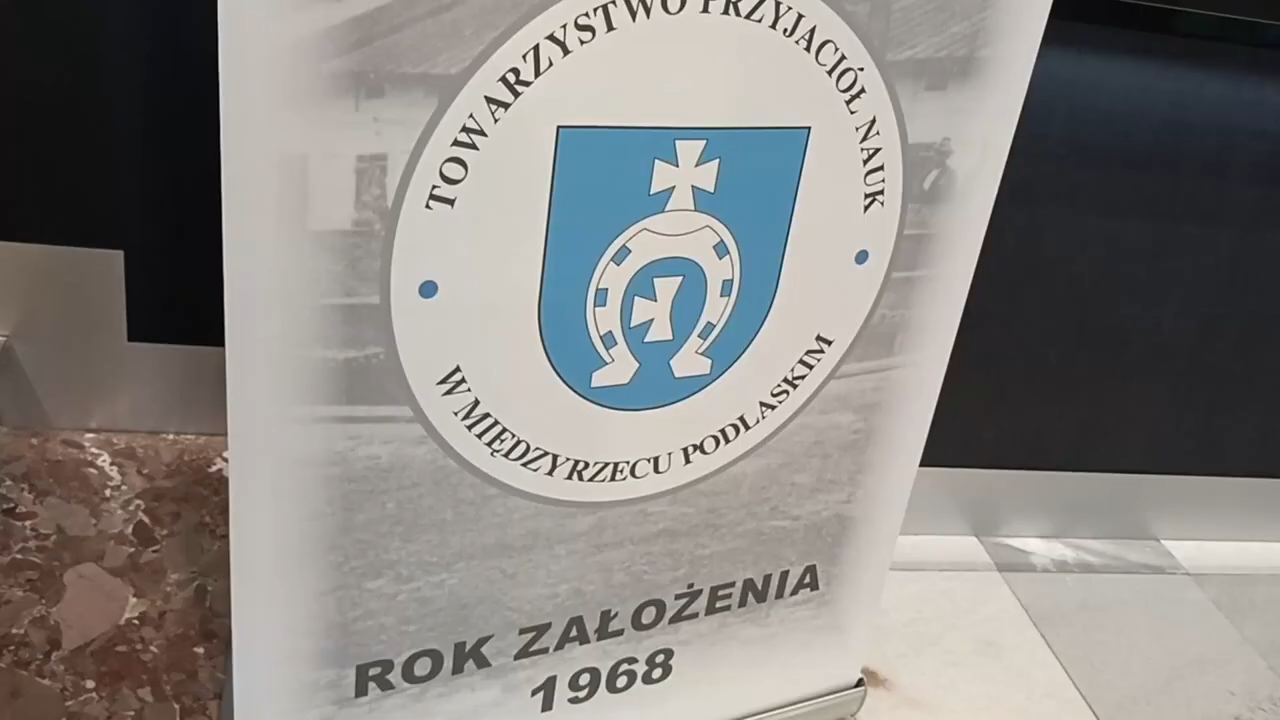 TOWARZYSTWO PRZYJACIÓŁ NAUK
W MIĘDZYRZECU PODLASKIM
ROK ZAŁOŻENIA
1968